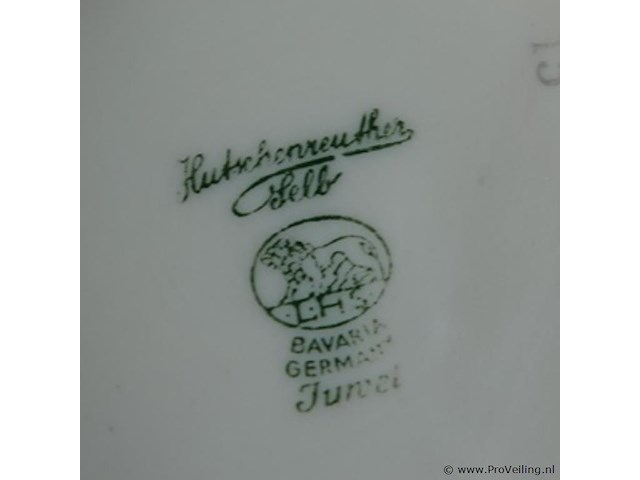 Hutschenreuther
Selb
L.H.S.
BAVARIA
GERMANY
Juwel
© www.ProVeiling.nl